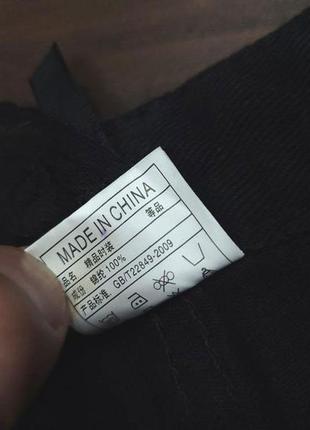 MADE IN CHINA
等品
品名 精品时装
成份 锦纶 100%
产品标准 GB/T22849-2009